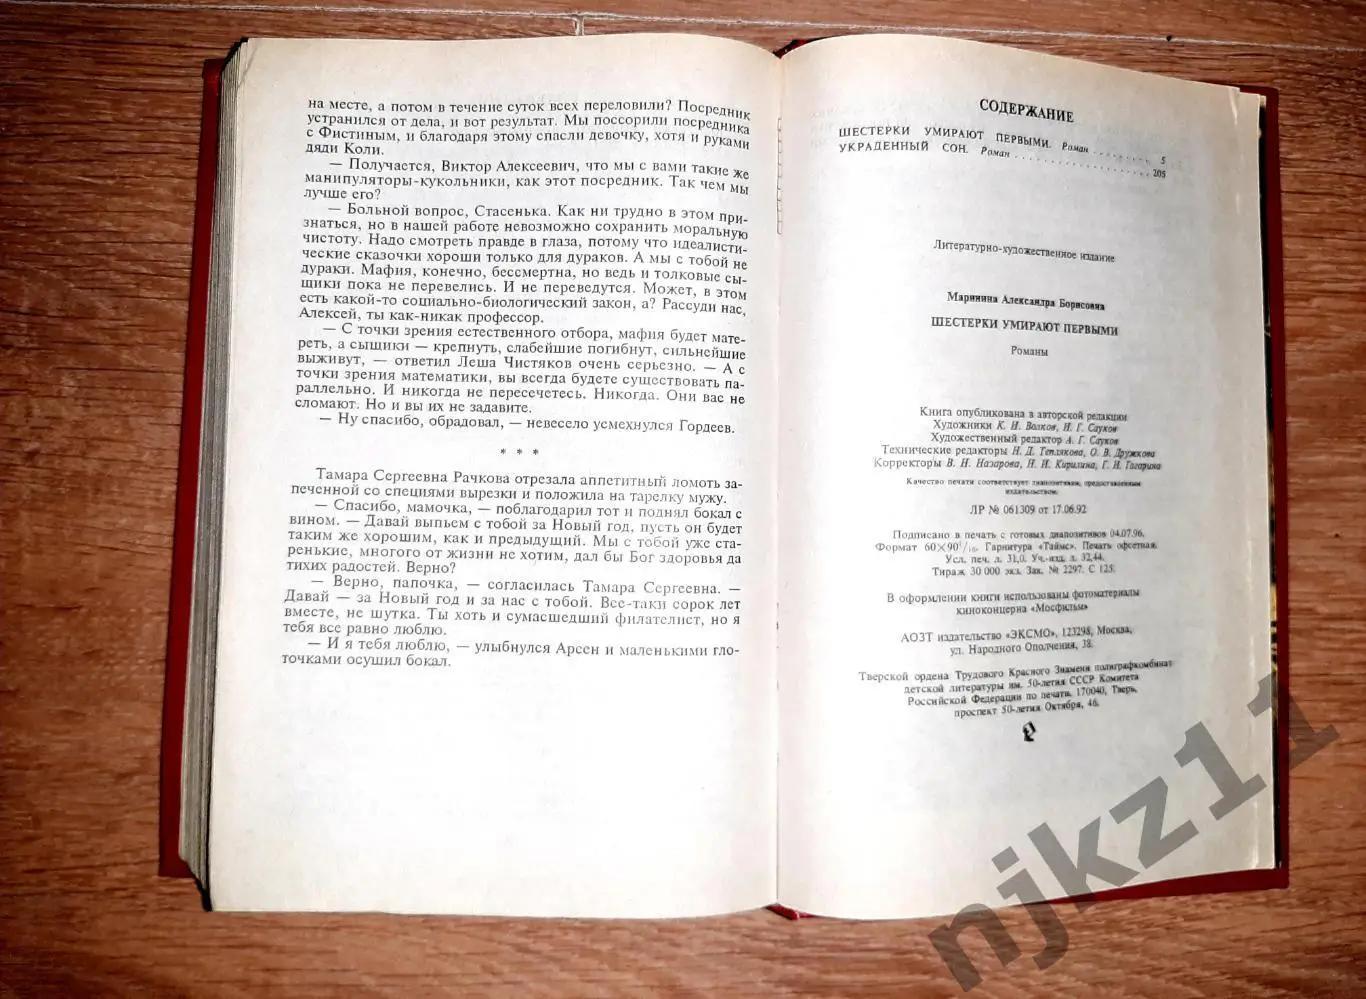 на месте, а потом в течение суток всех переловили? Посредник
устранился от дела, и вот результат. Мы поссорили посредника
с Фистиным, и благодаря этому спасли девочку, хотя и руками
дяди Коли.
— Получается, Виктор Алексеевич, что мы с вами такие же
манипуляторы-кукольники, как этот посредник. Так чем мы
лучше его?
— Больной вопрос, Стасенька. Как ни трудно в этом при-
знаться, но в нашей работе невозможно сохранить моральную
чистоту. Надо смотреть правде в глаза, потому что идеалисти-
ческие сказочки хороши только для дураков. А мы с тобой не
дураки. Мафия, конечно, бессмертна, но ведь и толковые сы-
щики пока не перевелись. И не переведутся. Может, в этом
есть какой-то социально-биологический закон, а? Рассуди нас,
Алексей, ты как-никак профессор.
— С точки зрения естественного отбора, мафия будет мате-
реть, а сыщики — крепнуть, слабейшие погибнут, сильнейшие
выживут, — ответил Леша Чистяков очень серьезно. — А с
точки зрения математики, вы всегда будете существовать па-
раллельно. И никогда не пересечетесь. Никогда. Они вас не
сломают. Но и вы их не задавите.
— Ну спасибо, обрадовал, — невесело усмехнулся Гордеев.
* * *
Тамара Сергеевна Рачкова отрезала аппетитный ломоть за-
печенной со специями вырезки и положила на тарелку мужу.
— Спасибо, мамочка, — поблагодарил тот и поднял бокал с
вином. — Давай выпьем с тобой за Новый год, пусть он будет
таким же хорошим, как и предыдущий. Мы с тобой уже ста-
ренькие, многого от жизни не хотим, дал бы Бог здоровья да
тихих радостей. Верно?
— Верно, папочка, — согласилась Тамара Сергеевна. —
Давай — за Новый год и за нас с тобой. Все-таки сорок лет
вместе, не шутка. Ты хоть и сумасшедший филателист, но я
тебя все равно люблю.
— И я тебя люблю, — улыбнулся Арсен и маленькими гло-
точками осушил бокал.
СОДЕРЖАНИЕ
ШЕСТЕРКИ УМИРАЮТ ПЕРВЫМИ. Роман . . . . . . . . . 5
УКРАДЕННЫЙ СОН. Роман . . . . . . . . . . . . . . . . . . . . 205
Литературно-художественное издание
Маринина Александра Борисовна
ШЕСТЕРКИ УМИРАЮТ ПЕРВЫМИ
Романы
Книга опубликована в авторской редакции
Художники К. И. Волков, И. Г. Сауков
Художественный редактор А. Г. Сауков
Технические редакторы Н. Д. Теплякова, О. В. Дружкова
Корректоры В. Н. Назарова, Н. Н. Кирилина, Г. Н. Гагарина
Качество печати соответствует диапозитивам, предоставленным
издательством.
ЛР № 061309 от 17.06.92
Подписано в печать с готовых диапозитивов 04.07.96.
Формат 60×90 1/16. Гарнитура «Таймс». Печать офсетная.
Усл. печ. л. 31,0. Уч.-изд. л. 32,44.
Тираж 30 000 экз. Зак. № 2297. С 125.
В оформлении книги использованы фотоматериалы
киноконцерна «Мосфильм»
АОЗТ издательство «ЭКСМО», 123298, Москва,
ул. Народного Ополчения, 38.
Тверской ордена Трудового Красного Знамени полиграфкомбинат
детской литературы им. 50-летия СССР Комитета
Российской Федерации по печати, 170040, Тверь,
проспект 50-летия Октября, 46.
njkz11